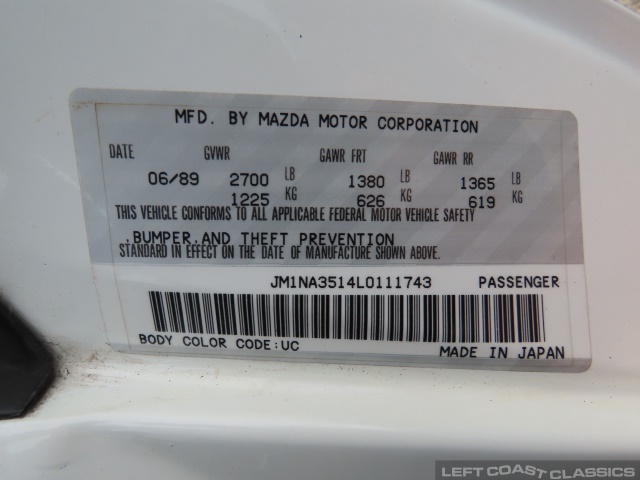 MFD. BY MAZDA MOTOR CORPORATION
DATE GVWR GAWR FRT GAWR RR
06/89 2700 LB 1380 LB 1365 LB
1225 KG 626 KG 619 KG
THIS VEHICLE CONFORMS TO ALL APPLICABLE FEDERAL MOTOR VEHICLE SAFETY
,BUMPER,AND THEFT PREVENTION
STANDARD IN EFFECT ON THE DATE OF MANUFACTURE SHOWN ABOVE.
JM1NA3514L0111743 PASSENGER
BODY COLOR CODE:UC MADE IN JAPAN
LEFT COAST CLASSICS
LEFTCOASTCLASSICS.COM